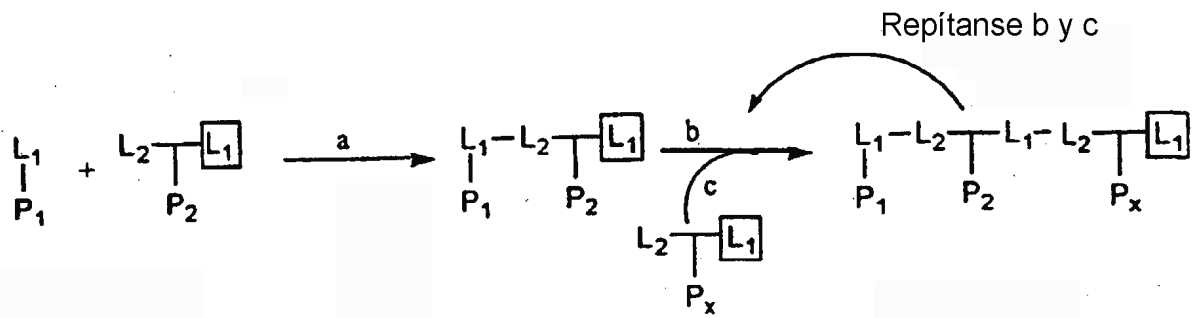 Repítanse b y c
L₁ + L₂ L₁ a L₁–L₂ L₁ b L₁–L₂ L₁–L₂ L₁
P₁ P₂ P₁ P₂ c P₁ P₂ Pₓ
L₂ L₁
Pₓ